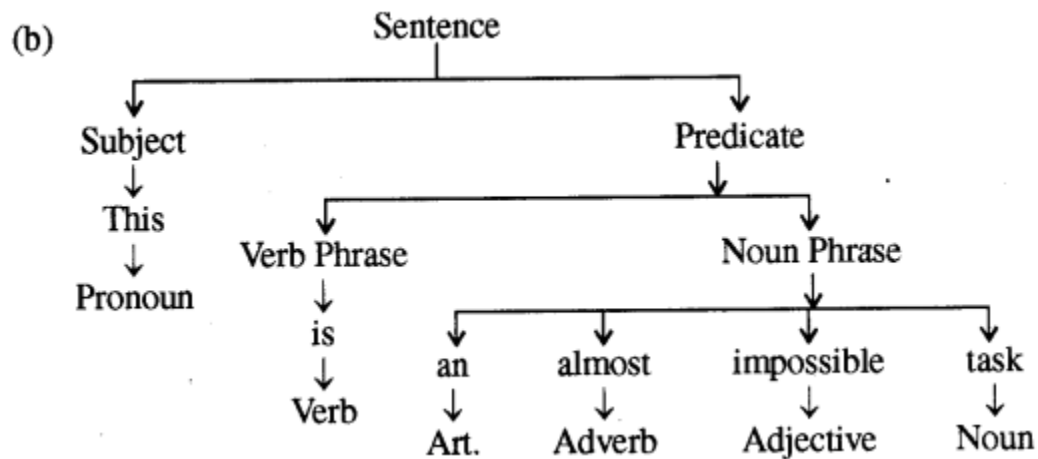 (b) Sentence
Subject Predicate
This
Verb Phrase Noun Phrase
Pronoun
is
an almost impossible task
Verb
Art. Adverb Adjective Noun